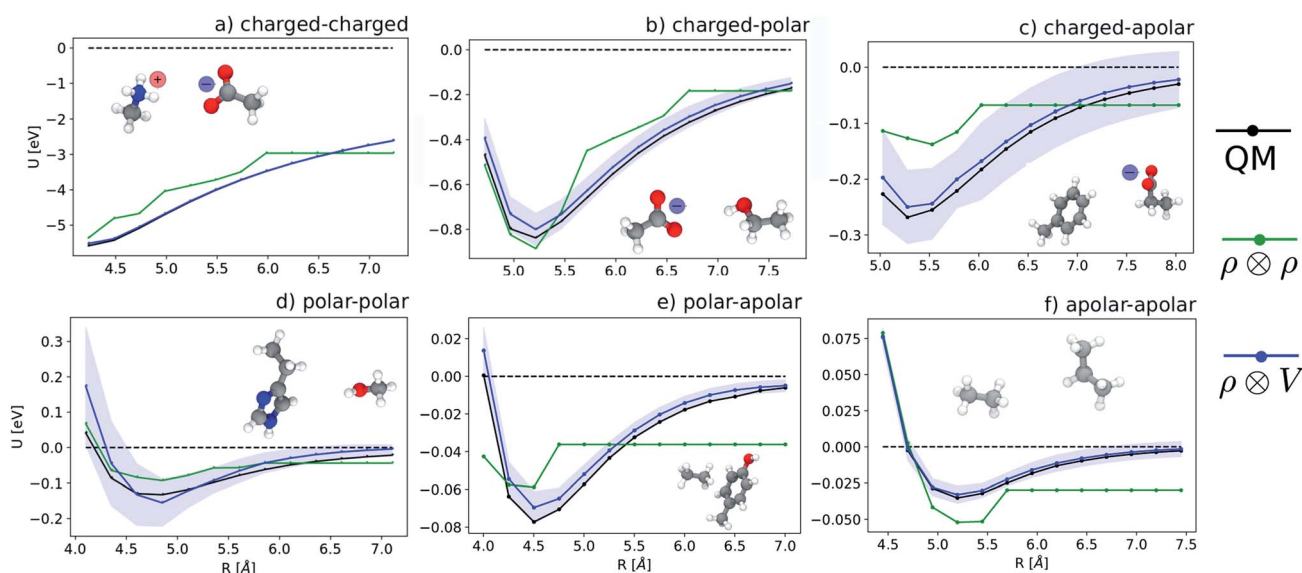 a) charged-charged
b) charged-polar
c) charged-apolar
0
−1
−2
−3
−4
−5
U [eV]
+
−
4.5 5.0 5.5 6.0 6.5 7.0
0.0
−0.2
−0.4
−0.6
−0.8
−
5.0 5.5 6.0 6.5 7.0 7.5
0.0
−0.1
−0.2
−0.3
−
5.0 5.5 6.0 6.5 7.0 7.5 8.0
QM
ρ ⊗ ρ
ρ ⊗ V
d) polar-polar
e) polar-apolar
f) apolar-apolar
0.3
0.2
0.1
0.0
−0.1
−0.2
U [eV]
4.0 4.5 5.0 5.5 6.0 6.5 7.0
R [Å]
0.02
0.00
−0.02
−0.04
−0.06
−0.08
4.0 4.5 5.0 5.5 6.0 6.5 7.0
R [Å]
0.075
0.050
0.025
0.000
−0.025
−0.050
4.5 5.0 5.5 6.0 6.5 7.0 7.5
R [Å]